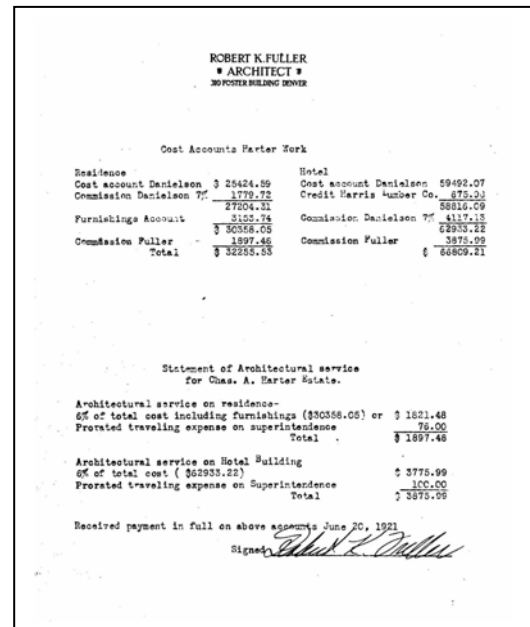 ROBERT K. FULLER
ARCHITECT
310 FOSTER BUILDING DENVER
Cost Accounts Harter Work
Residence
Cost account Danielson $ 25424.59
Commission Danielson 7% 1779.72
27204.31
Furnishings Account 3153.74
$ 30358.05
Commission Fuller - 1897.48
Total $ 32255.53
Hotel
Cost account Danielson 59492.07
Credit Harris Lumber Co. 675.98
58816.09
Commission Danielson 7% 4117.13
62933.22
Commission Fuller 3875.99
$ 66809.21
Statement of Architectural service
for Chas. A. Harter Estate.
Architectural service on residence-
6% of total cost including furnishings ($30358.05) or $ 1821.48
Prorated traveling expense on superintendence 76.00
Total . $ 1897.48
Architectural service on Hotel Building
6% of total cost ( $62933.22) $ 3775.99
Prorated traveling expense on Superintendence 100.00
Total $ 3875.99
Received payment in full on above accounts June 20, 1921
Signed Robert K. Fuller